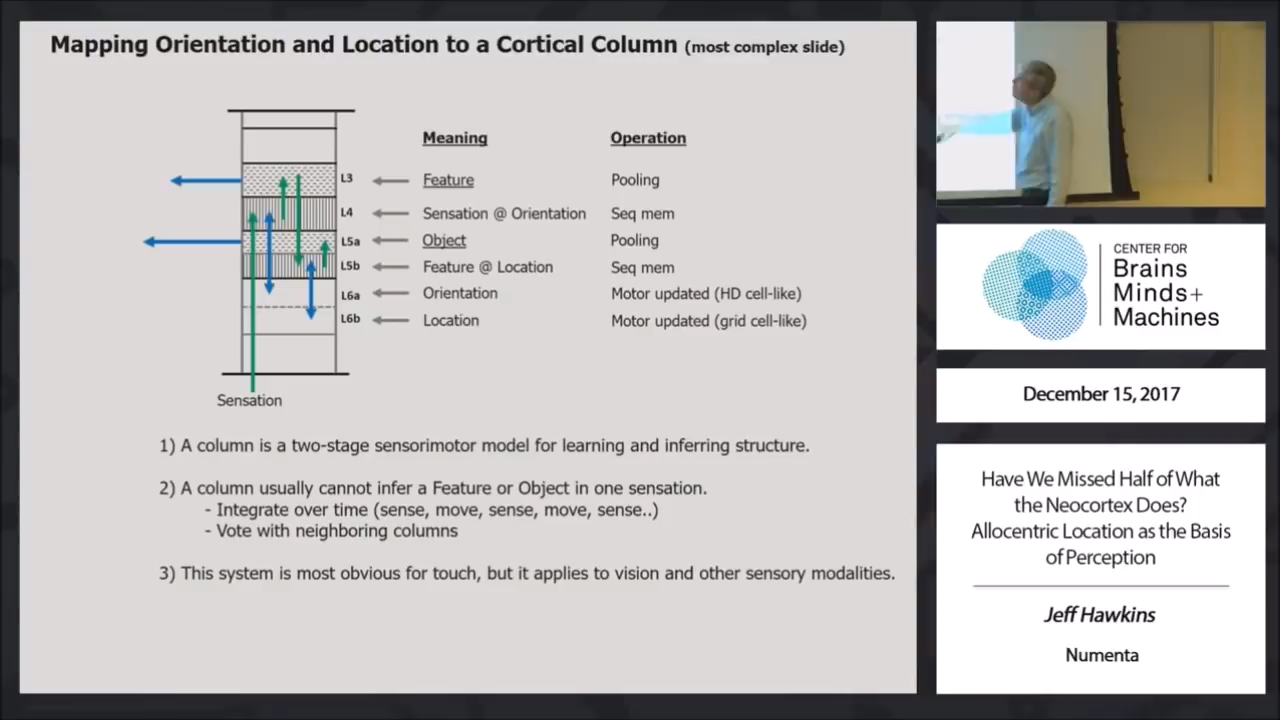 Mapping Orientation and Location to a Cortical Column (most complex slide)
Meaning Operation
L3 Feature Pooling
L4 Sensation @ Orientation Seq mem
L5a Object Pooling
L5b Feature @ Location Seq mem
L6a Orientation Motor updated (HD cell-like)
L6b Location Motor updated (grid cell-like)
Sensation
1) A column is a two-stage sensorimotor model for learning and inferring structure.
2) A column usually cannot infer a Feature or Object in one sensation.
- Integrate over time (sense, move, sense, move, sense..)
- Vote with neighboring columns
3) This system is most obvious for touch, but it applies to vision and other sensory modalities.
CENTER FOR
Brains
Minds+
Machines
December 15, 2017
Have We Missed Half of What
the Neocortex Does?
Allocentric Location as the Basis
of Perception
Jeff Hawkins
Numenta